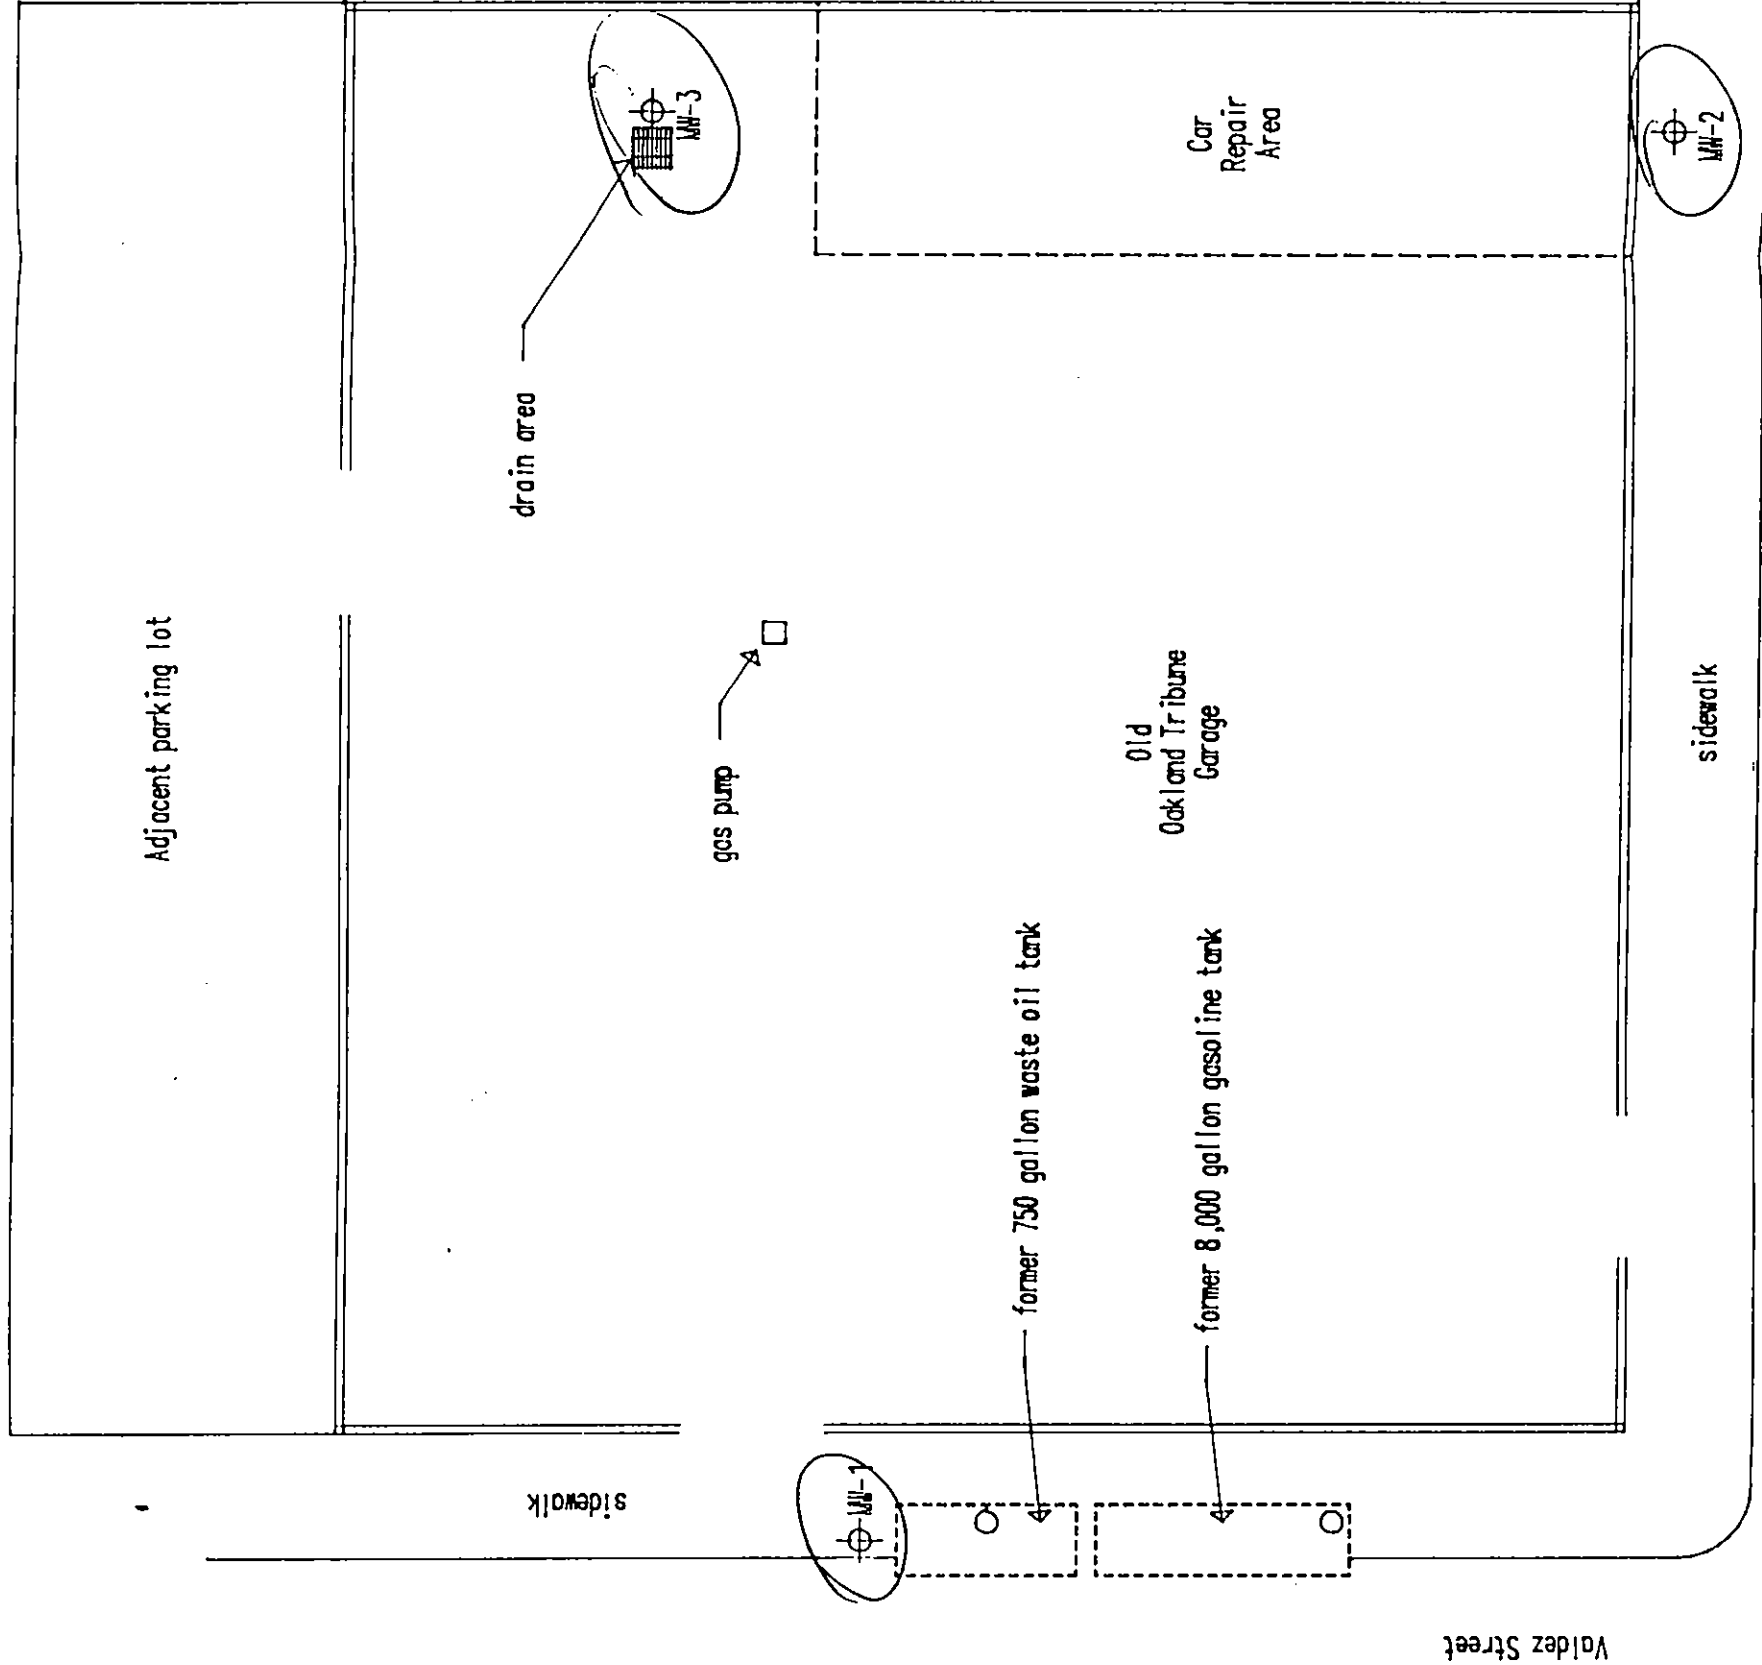 Adjacent parking lot
drain area
MW-3
Car
Repair
Area
MW-2
gas pump
Old
Oakland Tribune
Garage
sidewalk
former 750 gallon waste oil tank
former 8,000 gallon gasoline tank
sidewalk
MW-1
Valdez Street